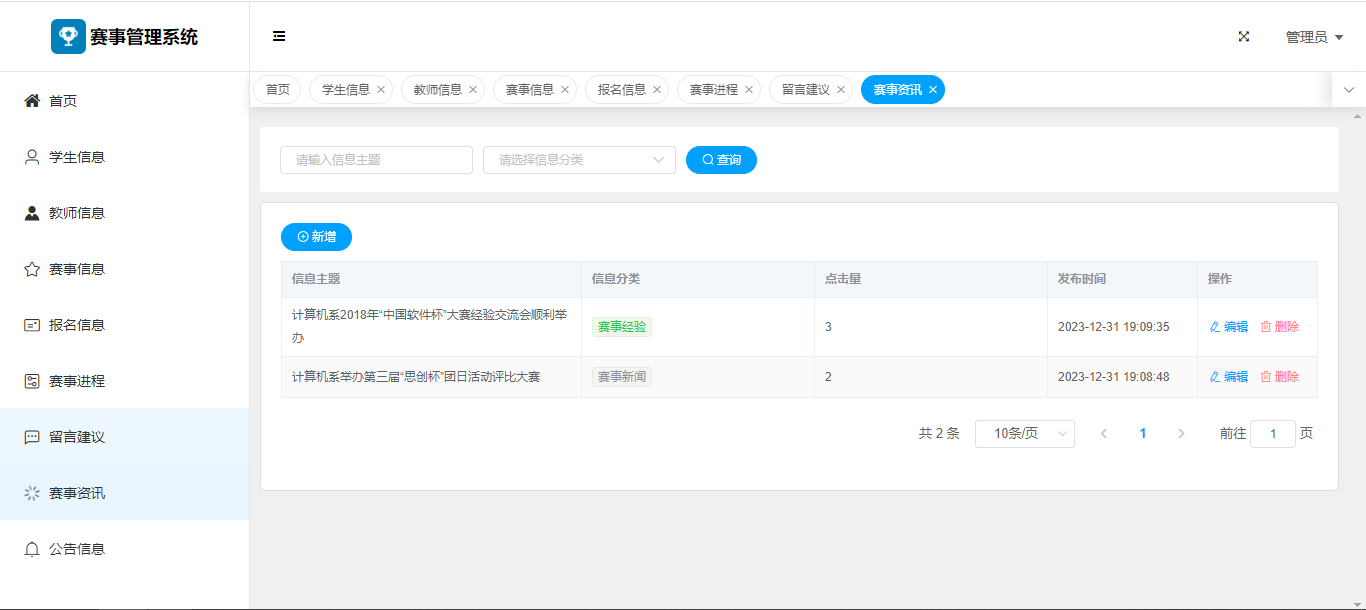 赛事管理系统
管理员
首页
学生信息
教师信息
赛事信息
报名信息
赛事进程
留言建议
赛事资讯
首页
学生信息
教师信息
赛事信息
报名信息
赛事进程
留言建议
赛事资讯
公告信息
请输入信息主题
请选择信息分类
查询
新增
信息主题 信息分类 点击量 发布时间 操作
计算机系2018年“中国软件杯”大赛经验交流会顺利举
办
赛事经验 3 2023-12-31 19:09:35 编辑 删除
计算机系举办第三届“思创杯”团日活动评比大赛 赛事新闻 2 2023-12-31 19:08:48 编辑 删除
共 2 条 10条/页 1 前往 1 页